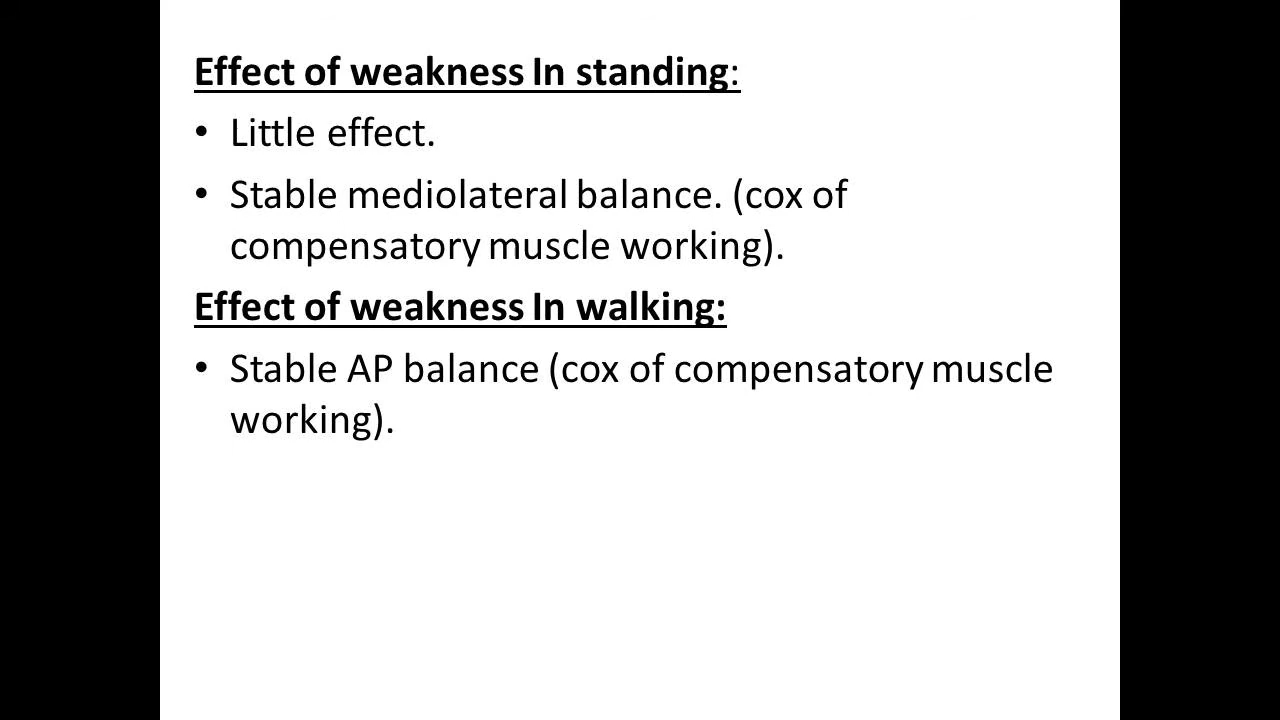 Effect of weakness In standing:
• Little effect.
• Stable mediolateral balance. (cox of
compensatory muscle working).
Effect of weakness In walking:
• Stable AP balance (cox of compensatory muscle
working).